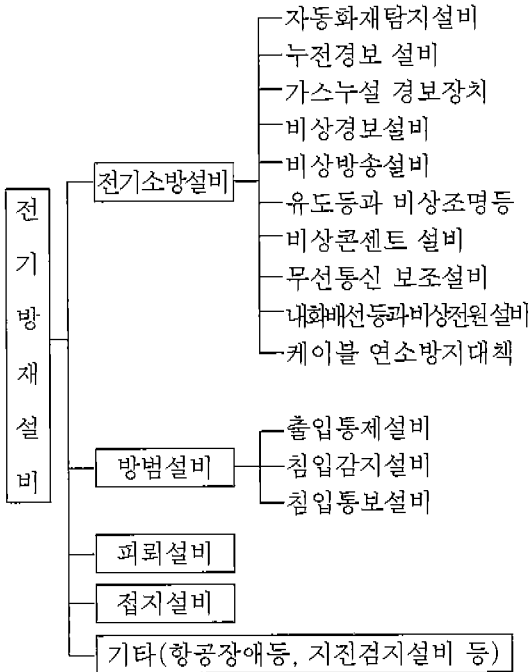 전기방재설비
전기소방설비
자동화재탐지설비
누전경보 설비
가스누설 경보장치
비상경보설비
비상방송설비
유도등과 비상조명등
비상콘센트 설비
무선통신 보조설비
내화배선등과비상전원설비
케이블 연소방지대책
방범설비
출입통제설비
침입감지설비
침입통보설비
피뢰설비
접지설비
기타(항공장애등, 지진검지설비 등)